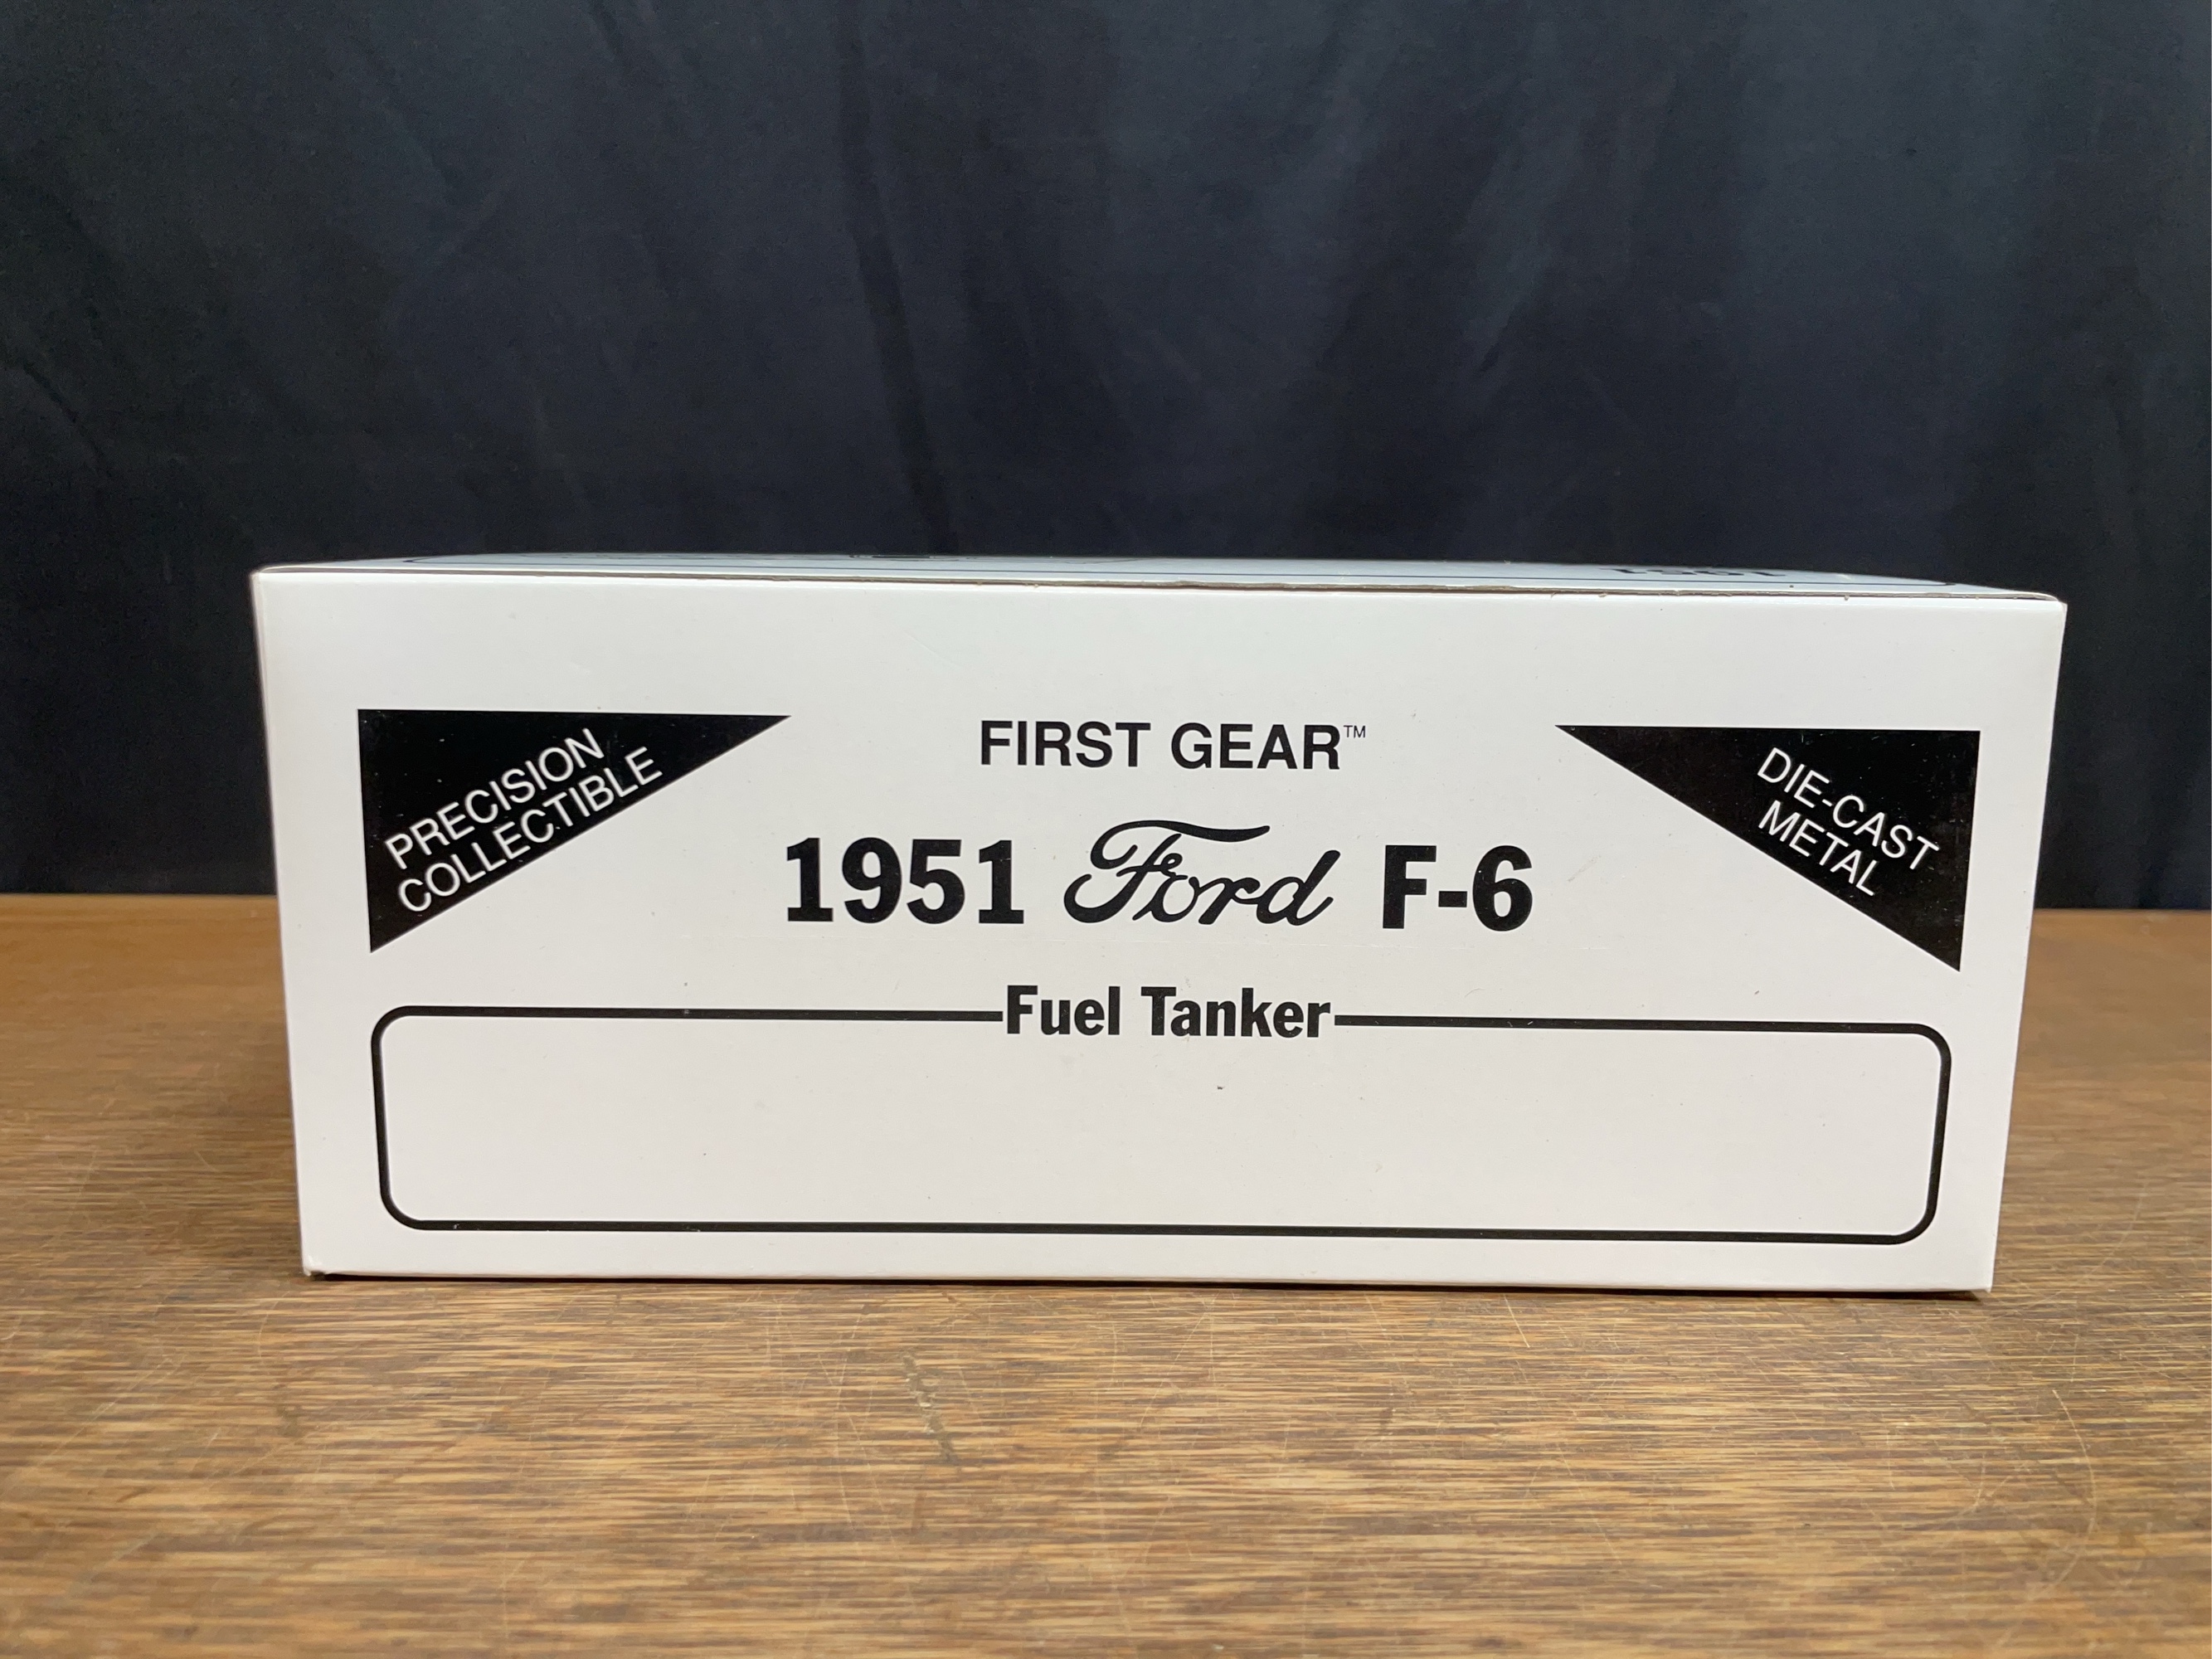 PRECISION
COLLECTIBLE
FIRST GEAR™
DIE-CAST
METAL
1951 Ford F-6
Fuel Tanker